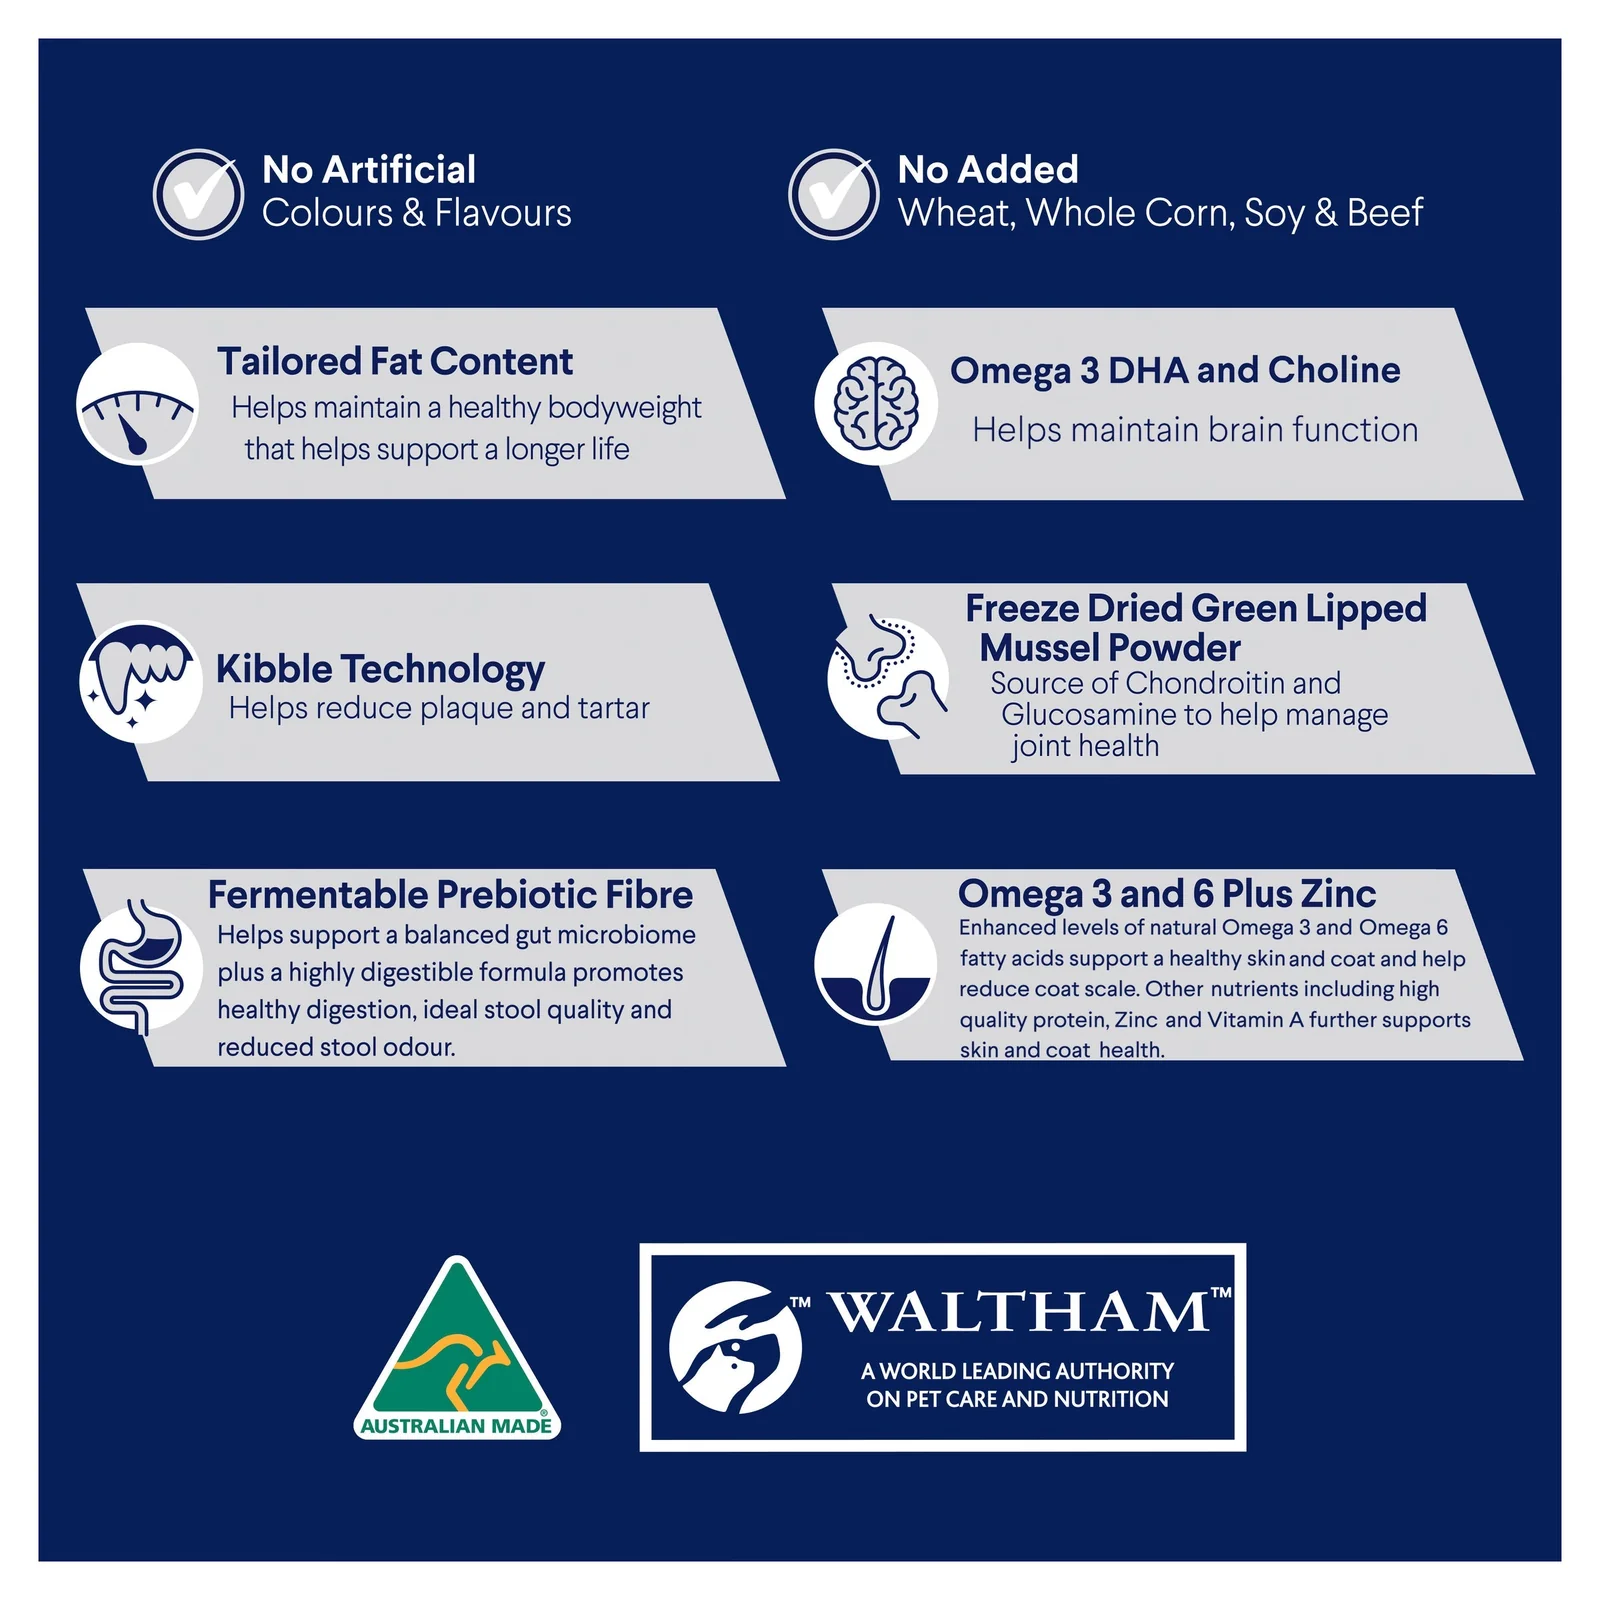 No Artificial
Colours & Flavours
No Added
Wheat, Whole Corn, Soy & Beef
Tailored Fat Content
Helps maintain a healthy bodyweight
that helps support a longer life
Omega 3 DHA and Choline
Helps maintain brain function
Kibble Technology
Helps reduce plaque and tartar
Freeze Dried Green Lipped
Mussel Powder
Source of Chondroitin and
Glucosamine to help manage
joint health
Fermentable Prebiotic Fibre
Helps support a balanced gut microbiome
plus a highly digestible formula promotes
healthy digestion, ideal stool quality and
reduced stool odour.
Omega 3 and 6 Plus Zinc
Enhanced levels of natural Omega 3 and Omega 6
fatty acids support a healthy skin and coat and help
reduce coat scale. Other nutrients including high
quality protein, Zinc and Vitamin A further supports
skin and coat health.
AUSTRALIAN MADE ®
™ WALTHAM™
A WORLD LEADING AUTHORITY
ON PET CARE AND NUTRITION